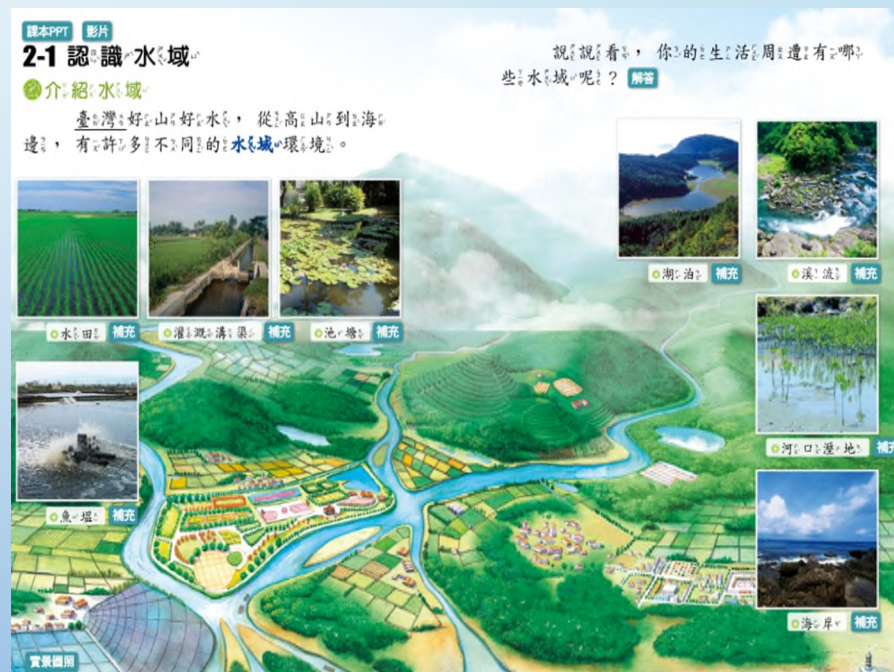 課本PPT 影片
2-1 認識水域
介紹水域
臺灣好山好水，從高山到海
邊，有許多不同的水域環境。
說說看，你的生活周遭有哪
些水域呢？ 解答
水田 補充
灌溉溝渠 補充
池塘 補充
湖泊 補充
溪流 補充
魚塭 補充
河口溼地 補充
海岸 補充
實景圖照